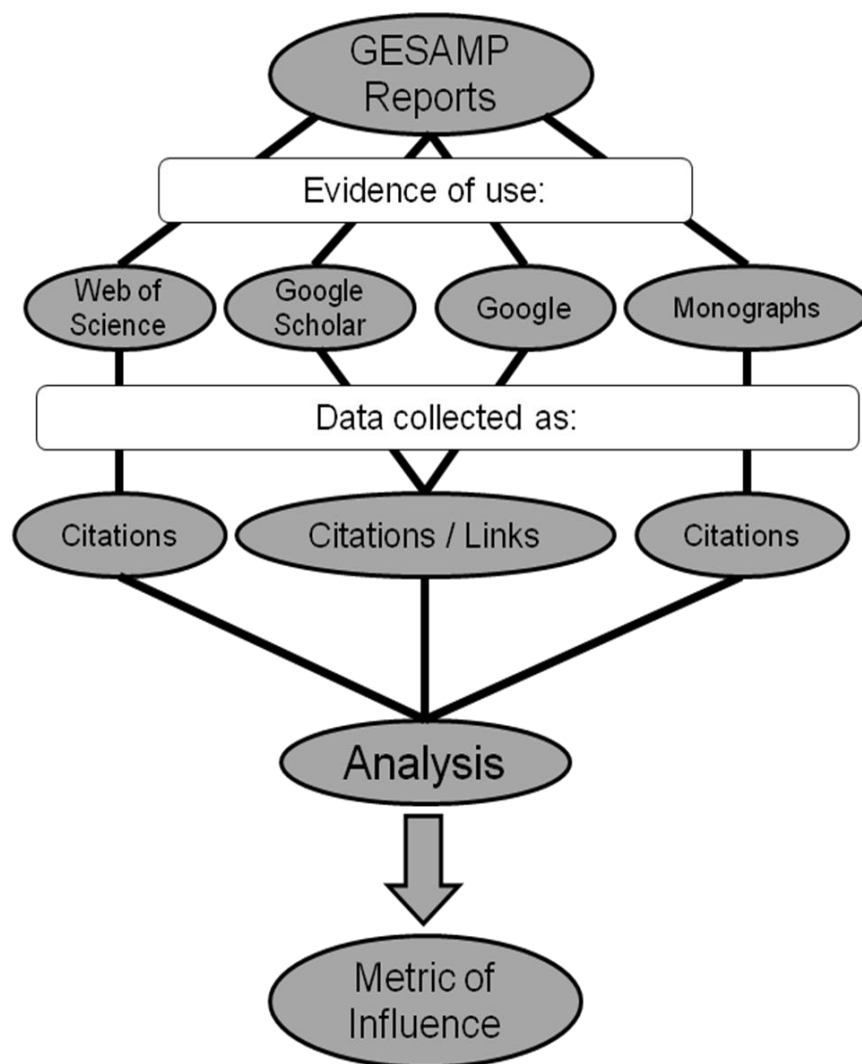 GESAMP
Reports
Evidence of use:
Web of
Science
Google
Scholar
Google
Monographs
Data collected as:
Citations
Citations / Links
Citations
Analysis
Metric of
Influence